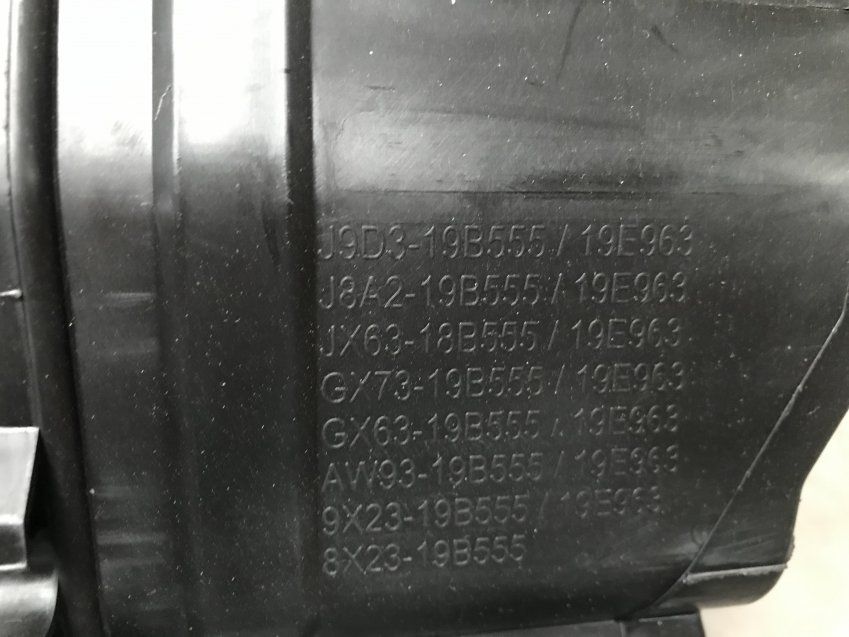 J9D3-19B555 / 19E963
J8A2-19B555 / 19E963
JX63-18B555 / 19E963
GX73-19B555 / 19E963
GX63-19B555 / 19E963
AW93-19B555 / 19E963
9X23-19B555 / 19E963
8X23-19B555